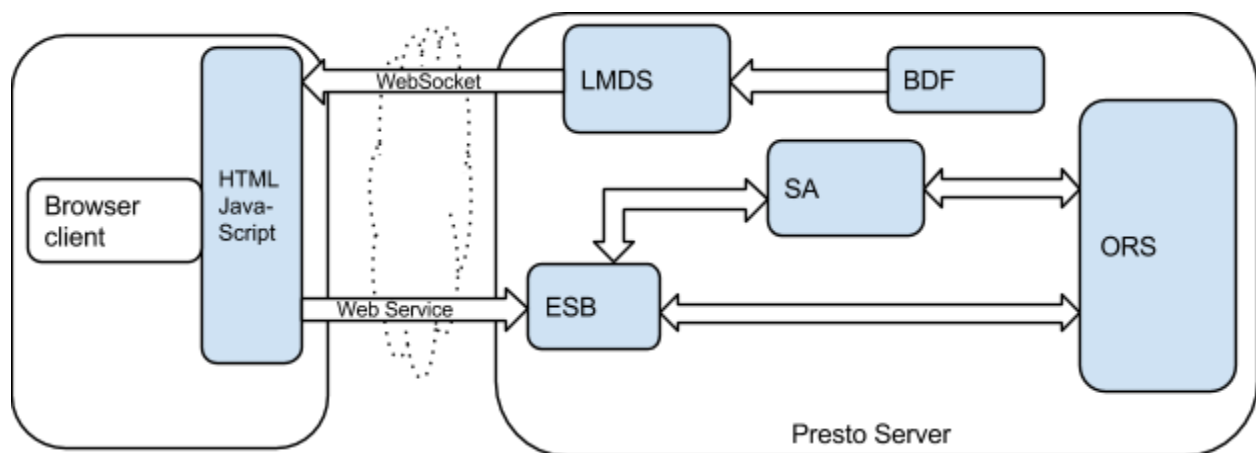 Browser
client
HTML
Java-
Script
WebSocket
Web Service
LMDS
BDF
SA
ESB
ORS
Presto Server